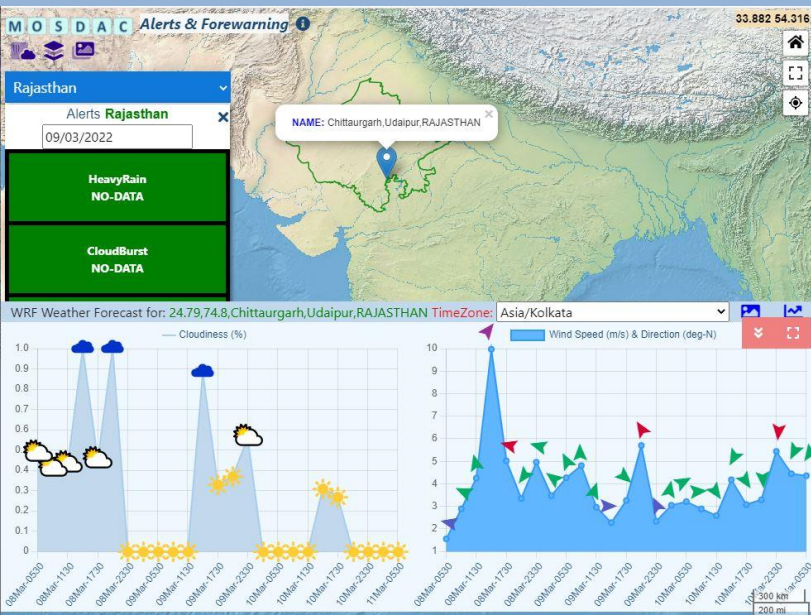 MOSDAC Alerts & Forewarning
33.882 54.316
Rajasthan
Alerts Rajasthan
09/03/2022
HeavyRain
NO-DATA
CloudBurst
NO-DATA
NAME: Chittaurgarh,Udaipur,RAJASTHAN
WRF Weather Forecast for: 24.79,74.8,Chittaurgarh,Udaipur,RAJASTHAN TimeZone: Asia/Kolkata
Cloudiness (%)
1.0
0.9
0.8
0.7
0.6
0.5
0.4
0.3
0.2
0.1
0
08Mar-0530
08Mar-1130
08Mar-1730
08Mar-2330
09Mar-0530
09Mar-1130
09Mar-1730
09Mar-2330
10Mar-0530
10Mar-1130
10Mar-1730
10Mar-2330
11Mar-0530
Wind Speed (m/s) & Direction (deg-N)
10
9
8
7
6
5
4
3
2
1
08Mar-0530
08Mar-1130
08Mar-1730
08Mar-2330
09Mar-0530
09Mar-1130
09Mar-1730
09Mar-2330
10Mar-0530
10Mar-1130
10Mar-1730
10Mar-2330
300 km
200 mi